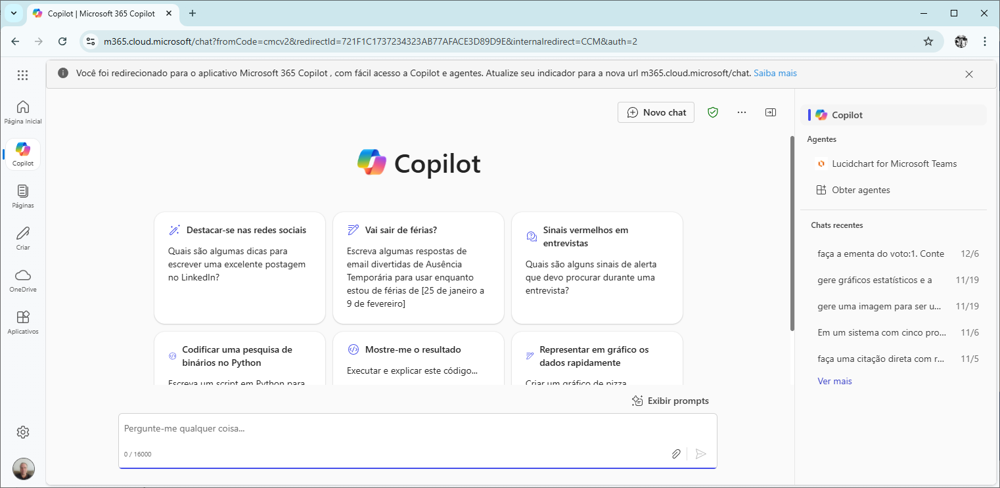 Copilot | Microsoft 365 Copilot
m365.cloud.microsoft/chat?fromCode=cmcv2&redirectId=721F1C1737234323AB77AFACE3D89D9E&internalredirect=CCM&auth=2
Você foi redirecionado para o aplicativo Microsoft 365 Copilot , com fácil acesso a Copilot e agentes. Atualize seu indicador para a nova url m365.cloud.microsoft/chat. Saiba mais
Página Inicial
Copilot
Páginas
Criar
OneDrive
Aplicativos
Novo chat
Copilot
Destacar-se nas redes sociais
Quais são algumas dicas para
escrever uma excelente postagem
no LinkedIn?
Vai sair de férias?
Escreva algumas respostas de
email divertidas de Ausência
Temporária para usar enquanto
estou de férias de [25 de janeiro a
9 de fevereiro]
Sinais vermelhos em
entrevistas
Quais são alguns sinais de alerta
que devo procurar durante uma
entrevista?
Codificar uma pesquisa de
binários no Python
Escreva um script em Python para
Mostre-me o resultado
Executar e explicar este código...
Representar em gráfico os
dados rapidamente
Criar um gráfico de pizza
Exibir prompts
Pergunte-me qualquer coisa...
0 / 16000
Copilot
Agentes
Lucidchart for Microsoft Teams
Obter agentes
Chats recentes
faça a ementa do voto:1. Conte 12/6
gere gráficos estatísticos e a 11/19
gere uma imagem para ser u... 11/19
Em um sistema com cinco pro... 11/6
faça uma citação direta com r... 11/5
Ver mais